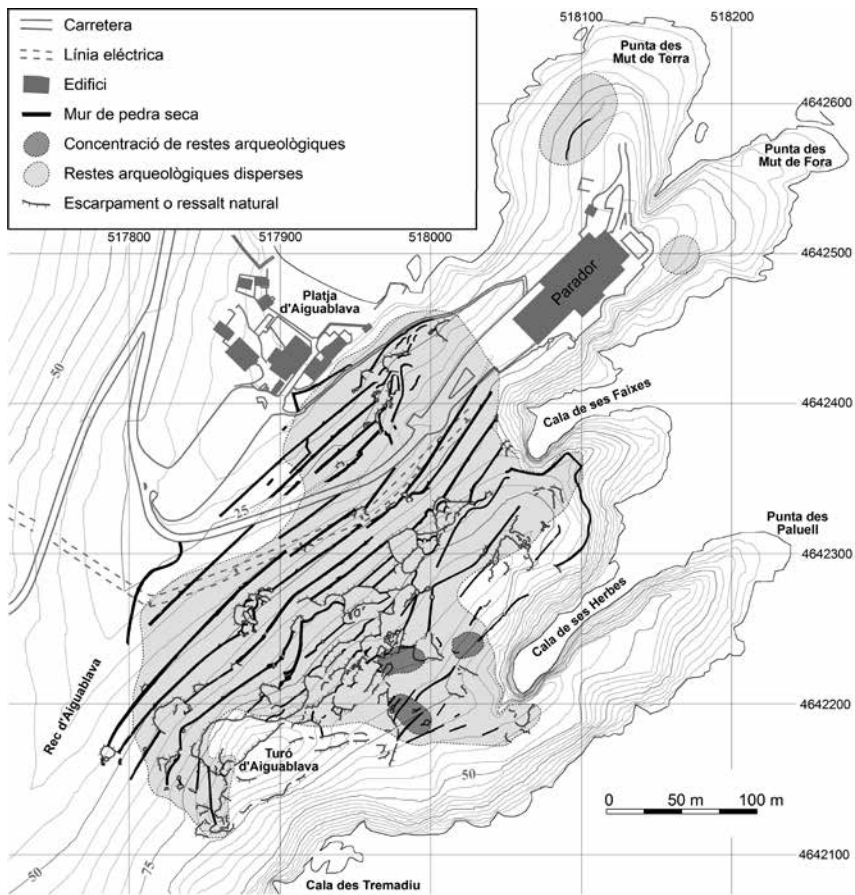 Carretera
Línia eléctrica
Edifici
Mur de pedra seca
Concentració de restes arqueològiques
Restes arqueològiques disperses
Escarpament o ressalt natural
518100
518200
Punta des
Mut de Terra
4642600
Punta des
Mut de Fora
517800
517900
518000
4642500
Platja
d'Aiguablava
Parador
50
Cala de ses Faixes
4642400
25
Punta des
Paluell
4642300
Cala de ses Herbes
Rec d'Aiguablava
4642200
Turó
d'Aiguablava
50
0
50 m
100 m
50
75
4642100
Cala des Tremadiu